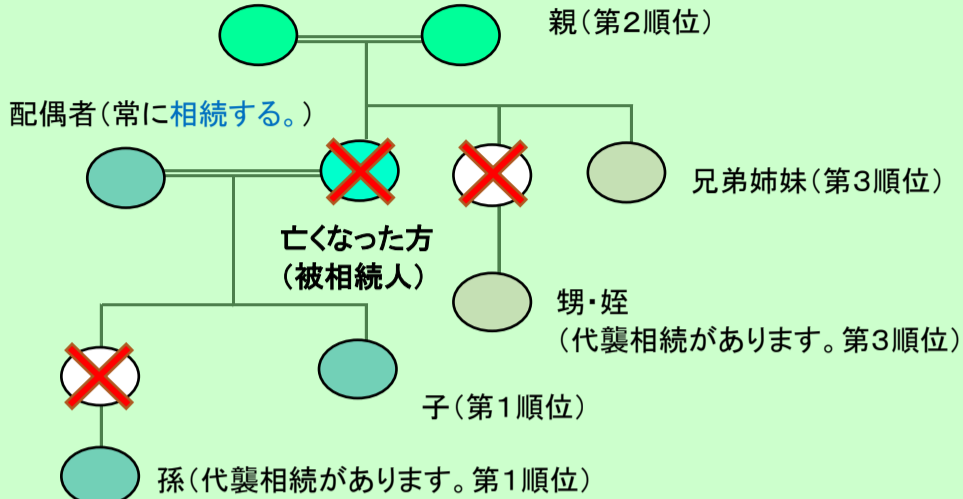 親(第2順位)
配偶者(常に相続する。)
兄弟姉妹(第3順位)
亡くなった方
(被相続人)
甥・姪
(代襲相続があります。第3順位)
子(第1順位)
孫(代襲相続があります。第1順位)